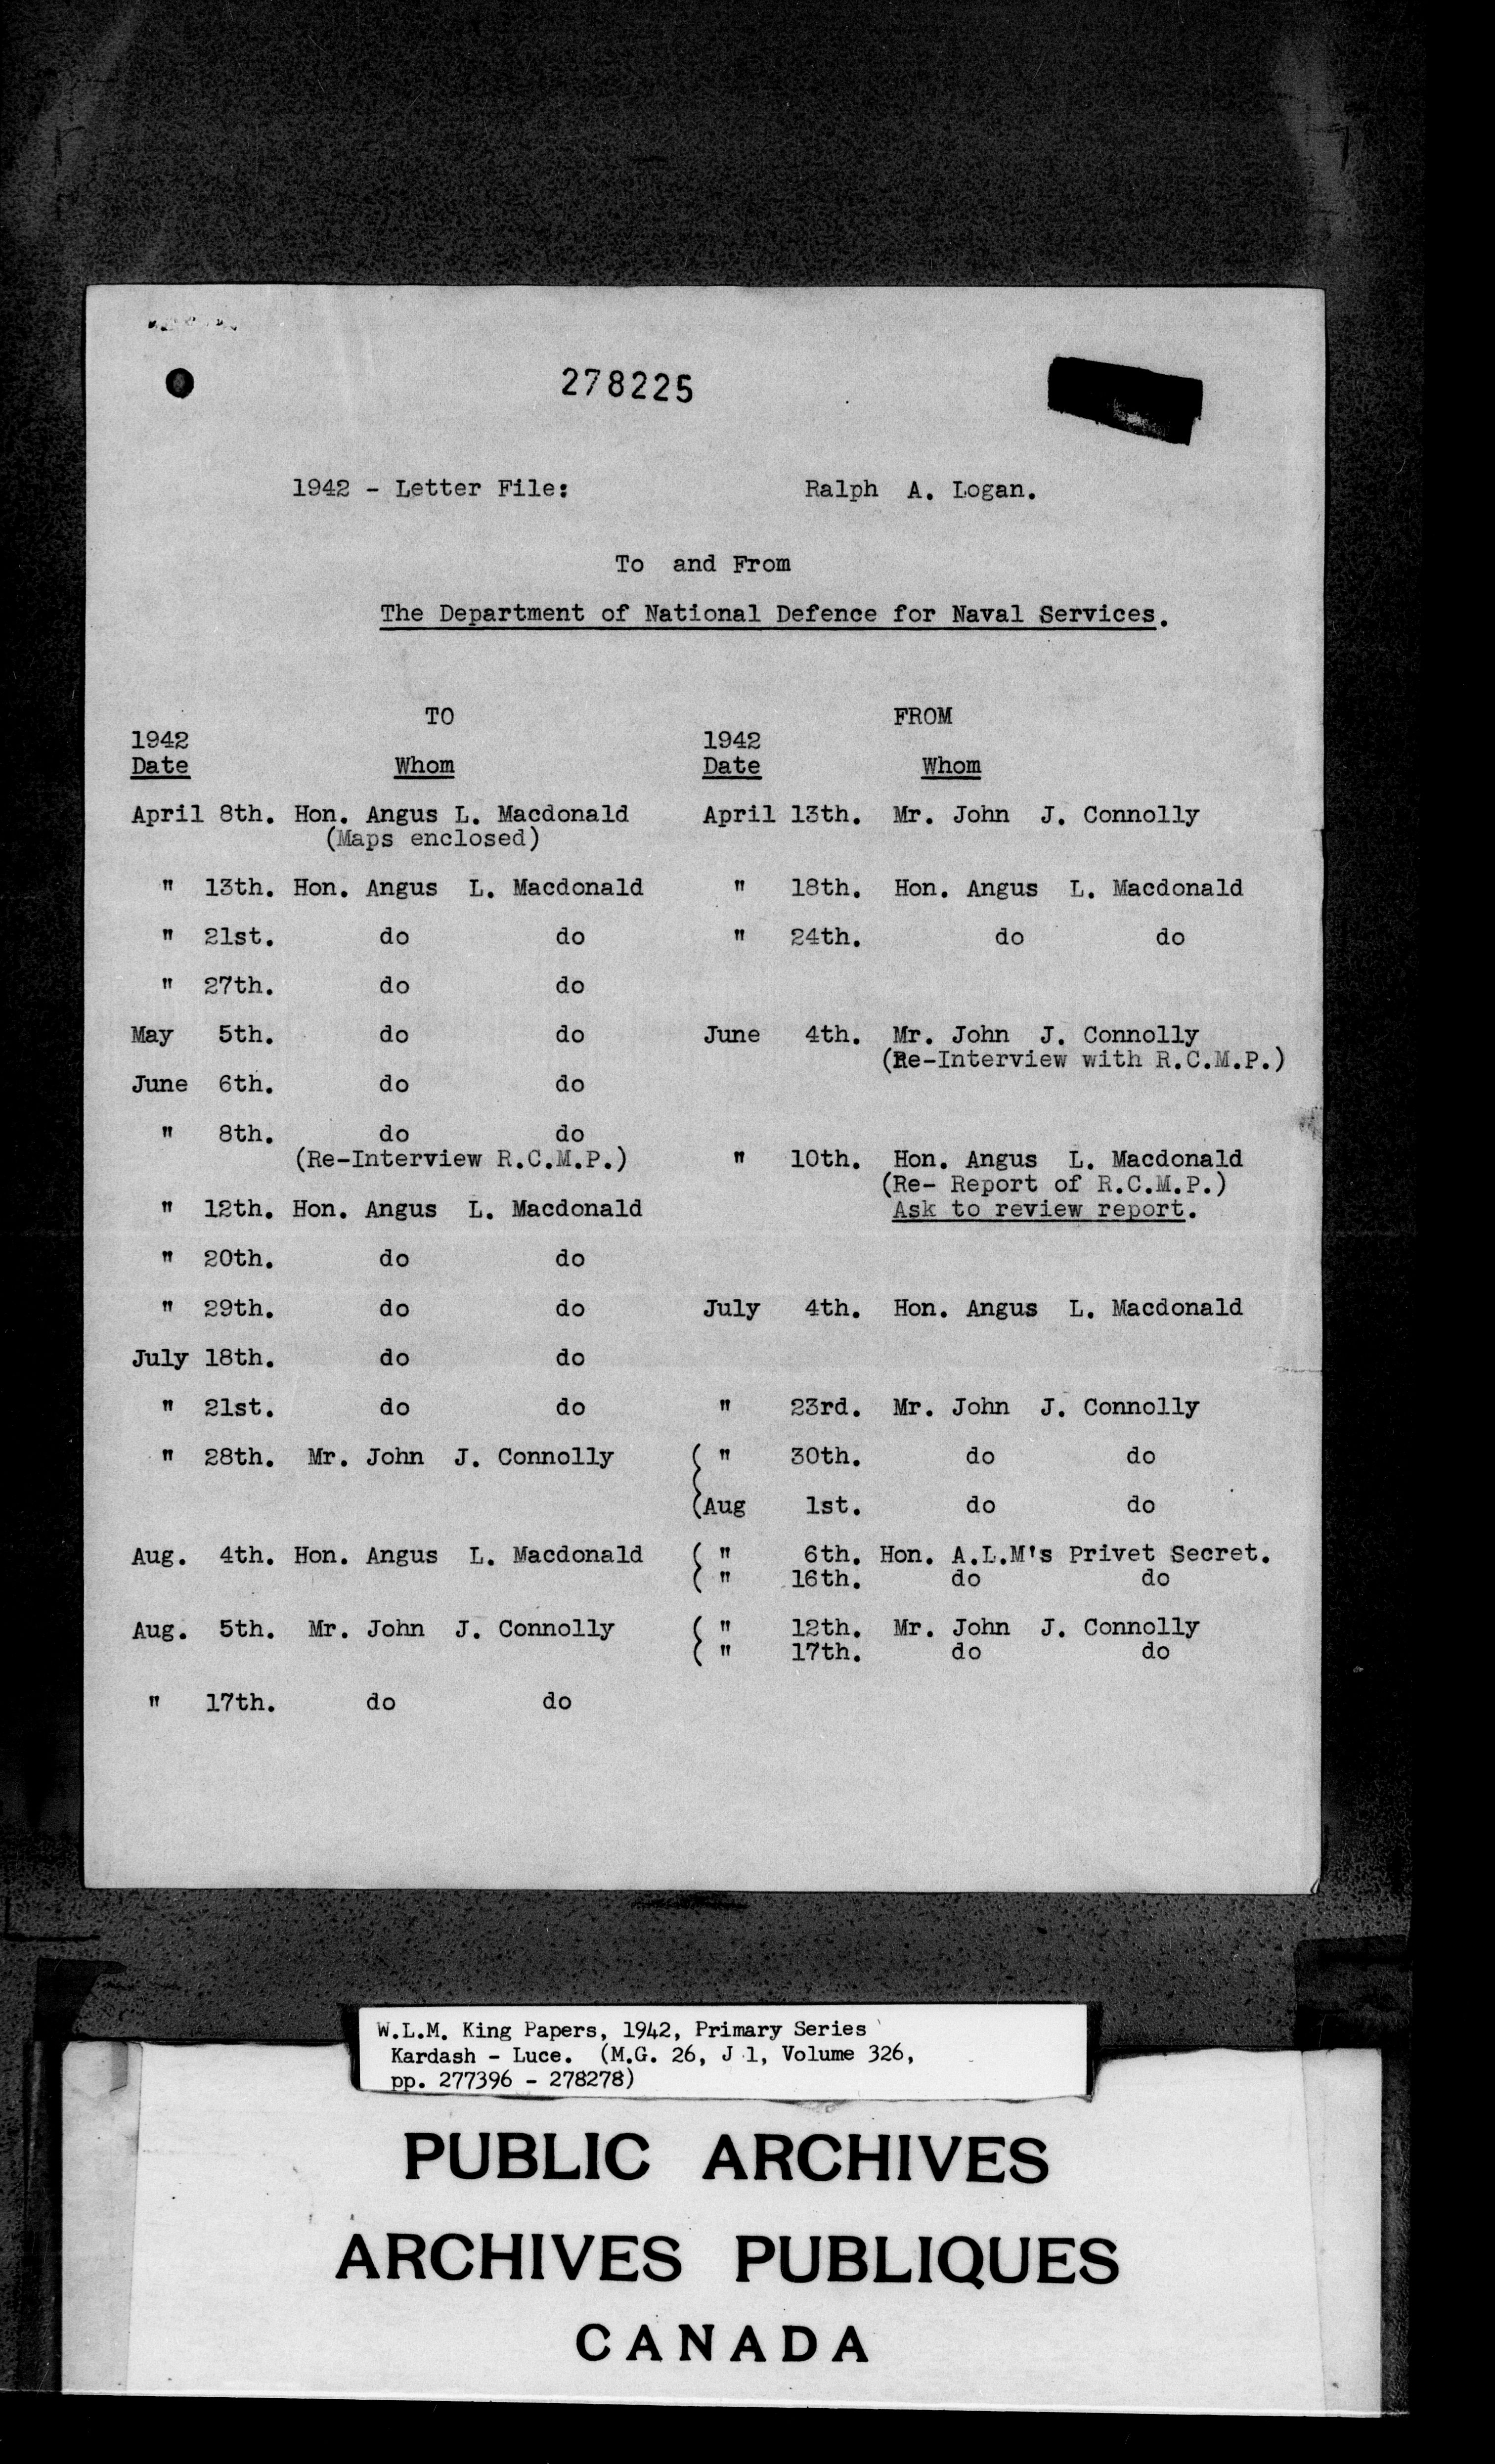 278225
1942 - Letter File: Ralph A. Logan.
To and From
The Department of National Defence for Naval Services.
TO FROM
1942 1942
Date Whom Date Whom
April 8th. Hon. Angus L. Macdonald April 13th. Mr. John J. Connolly
(Maps enclosed)
" 13th. Hon. Angus L. Macdonald " 18th. Hon. Angus L. Macdonald
" 21st. do do " 24th. do do
" 27th. do do
May 5th. do do June 4th. Mr. John J. Connolly
(Re-Interview with R.C.M.P.)
June 6th. do do
" 8th. do do
(Re-Interview R.C.M.P.) " 10th. Hon. Angus L. Macdonald
(Re- Report of R.C.M.P.)
" 12th. Hon. Angus L. Macdonald Ask to review report.
" 20th. do do
" 29th. do do July 4th. Hon. Angus L. Macdonald
July 18th. do do
" 21st. do do " 23rd. Mr. John J. Connolly
" 28th. Mr. John J. Connolly ( " 30th. do do
(Aug 1st. do do
Aug. 4th. Hon. Angus L. Macdonald ( " 6th. Hon. A.L.M's Privet Secret.
( " 16th. do do
Aug. 5th. Mr. John J. Connolly ( " 12th. Mr. John J. Connolly
( " 17th. do do
" 17th. do do
W.L.M. King Papers, 1942, Primary Series
Kardash - Luce. (M.G. 26, J 1, Volume 326,
pp. 277396 - 278278)
PUBLIC ARCHIVES
ARCHIVES PUBLIQUES
CANADA